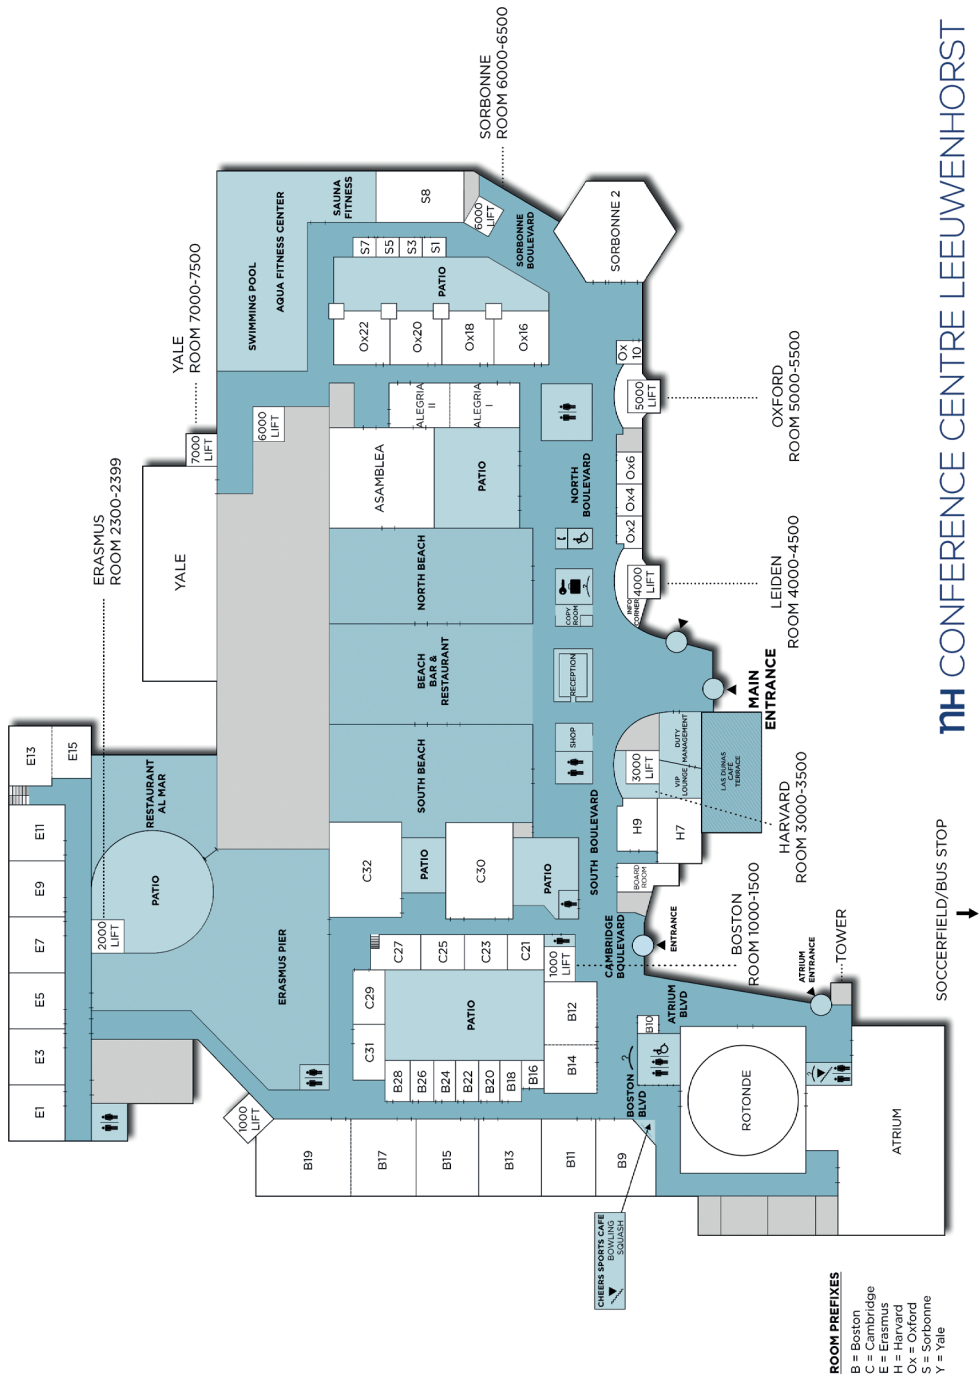 nH CONFERENCE CENTRE LEEUWENHORST
E1
E3
E5
E7
E9
E11
E13
E15
ERASMUS
ROOM 2300-2399
YALE
ROOM 7000-7500
SORBONNE
ROOM 6000-6500
2000
LIFT
PATIO
RESTAURANT
AL MAR
YALE
7000
LIFT
6000
LIFT
SWIMMING POOL
AQUA FITNESS CENTER
SAUNA
FITNESS
S8
6000
LIFT
S7
S5
S3
S1
PATIO
SORBONNE
BOULEVARD
SORBONNE 2
Ox22
Ox20
Ox18
Ox16
1000
LIFT
ERASMUS PIER
B19
B17
B15
B13
B11
B9
C31
C29
C27
C25
C23
C21
PATIO
B28
B26
B24
B22
B20
B18
B16
B14
B12
1000
LIFT
C32
PATIO
C30
PATIO
SOUTH BEACH
BEACH
BAR &
RESTAURANT
NORTH BEACH
ASAMBLEA
PATIO
ALEGRIA
II
ALEGRIA
I
BOSTON
BLVD
B10
ATRIUM
BLVD
CAMBRIDGE
BOULEVARD
SOUTH BOULEVARD
SHOP
RECEPTION
COPY
ROOM
NORTH
BOULEVARD
BOARD
ROOM
H9
H7
3000
LIFT
VIP
LOUNGE
DUTY
MANAGEMENT
LAS DUNAS
CAFÉ
TERRACE
INFO
CORNER
4000
LIFT
Ox2
Ox4
Ox6
5000
LIFT
Ox
10
CHEERS SPORTS CAFE
BOWLING
SQUASH
ROTONDE
ATRIUM
ATRIUM
ENTRANCE
TOWER
ENTRANCE
MAIN
ENTRANCE
BOSTON
ROOM 1000-1500
HARVARD
ROOM 3000-3500
LEIDEN
ROOM 4000-4500
OXFORD
ROOM 5000-5500
SOCCERFIELD/BUS STOP
ROOM PREFIXES
B = Boston
C = Cambridge
E = Erasmus
H = Harvard
Ox = Oxford
S = Sorbonne
Y = Yale